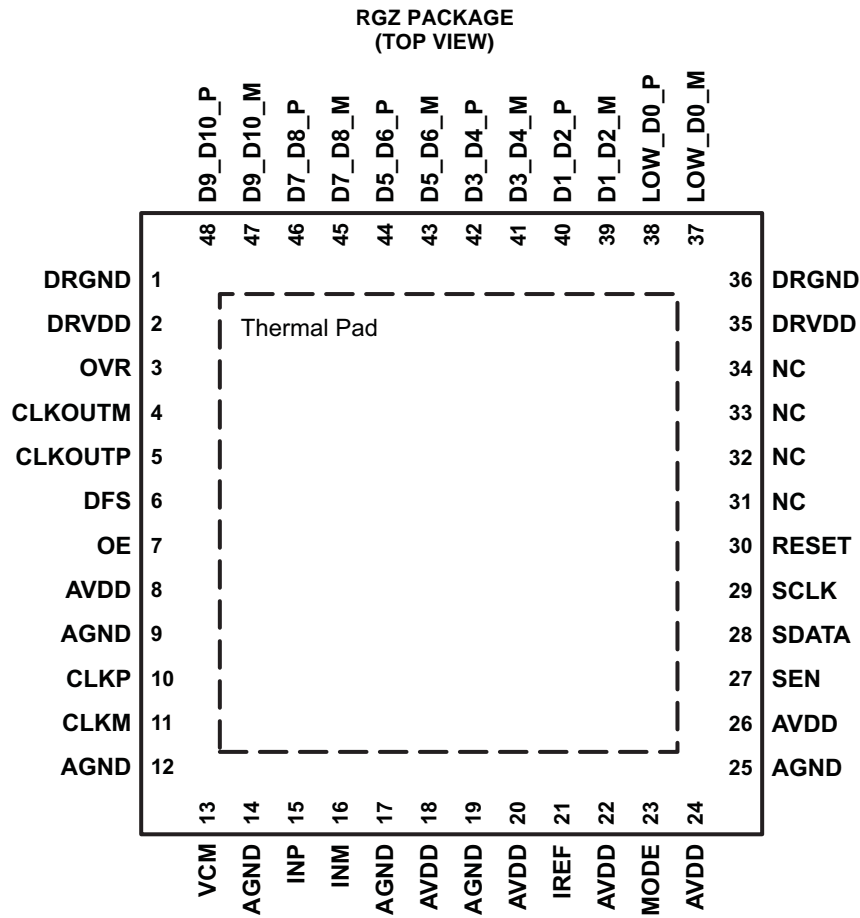 RGZ PACKAGE
(TOP VIEW)
D9_D10_P
D9_D10_M
D7_D8_P
D7_D8_M
D5_D6_P
D5_D6_M
D3_D4_P
D3_D4_M
D1_D2_P
D1_D2_M
LOW_D0_P
LOW_D0_M
48
47
46
45
44
43
42
41
40
39
38
37
DRGND 1
DRVDD 2
OVR 3
CLKOUTM 4
CLKOUTP 5
DFS 6
OE 7
AVDD 8
AGND 9
CLKP 10
CLKM 11
AGND 12
Thermal Pad
36 DRGND
35 DRVDD
34 NC
33 NC
32 NC
31 NC
30 RESET
29 SCLK
28 SDATA
27 SEN
26 AVDD
25 AGND
13
14
15
16
17
18
19
20
21
22
23
24
VCM
AGND
INP
INM
AGND
AVDD
AGND
AVDD
IREF
AVDD
MODE
AVDD